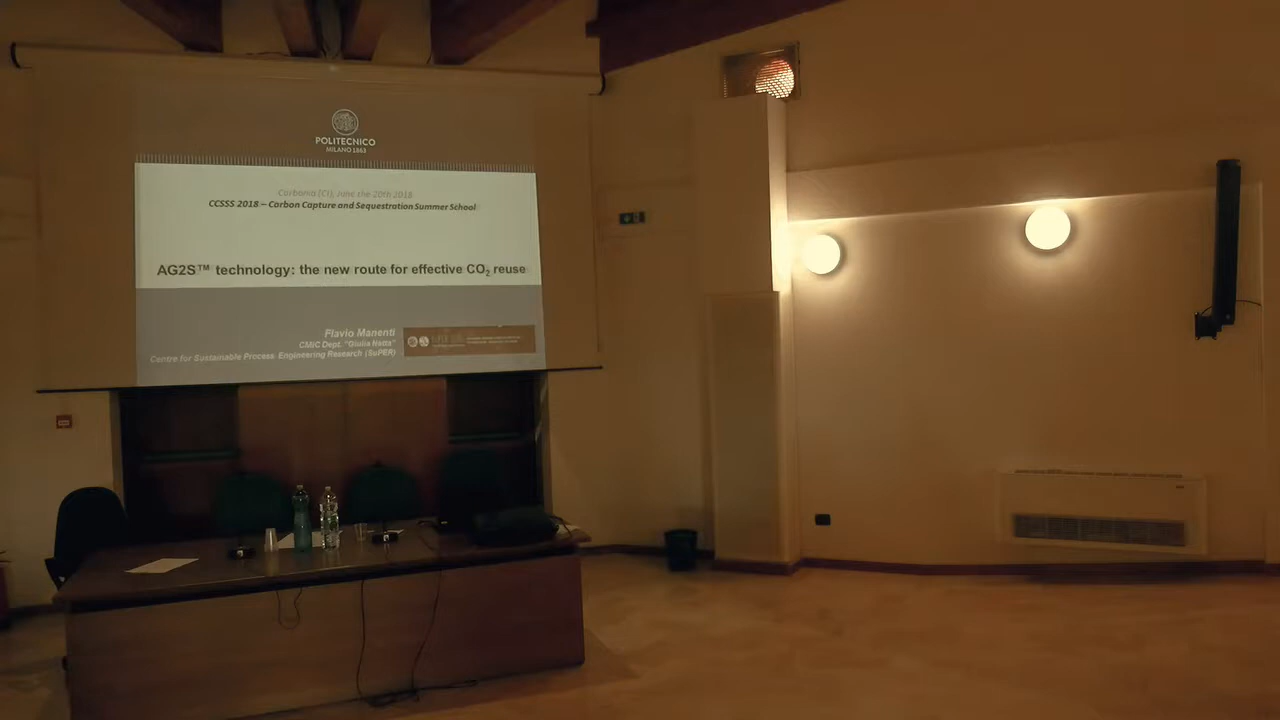 POLITECNICO
MILANO 1863
Carbonia (CI), June the 20th 2018
CCSSS 2018 – Carbon Capture and Sequestration Summer School
AG2S™ technology: the new route for effective CO₂ reuse
Flavio Manenti
CMIC Dept. "Giulio Natta"
Centre for Sustainable Process Engineering Research (SuPER)